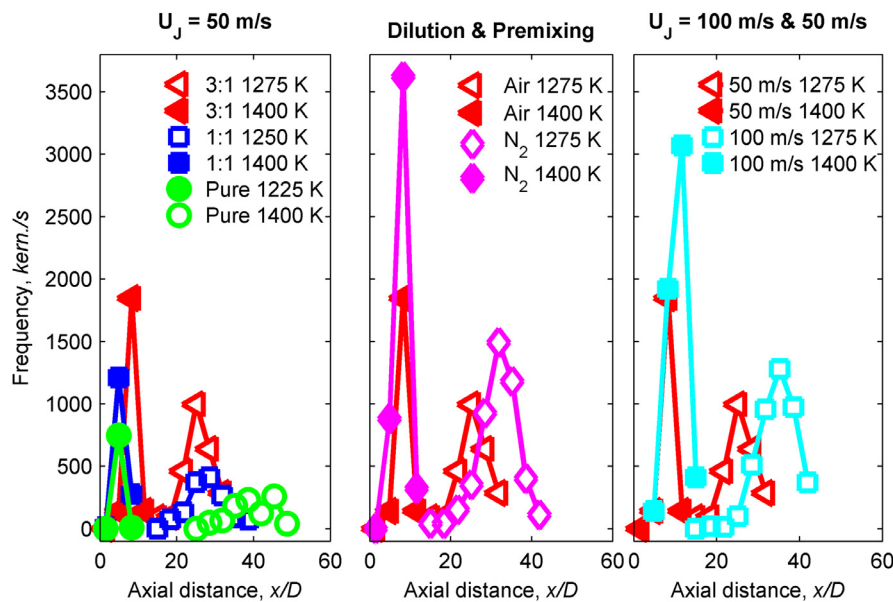 U_J = 50 m/s
Dilution & Premixing
U_J = 100 m/s & 50 m/s
Frequency, kern./s
3500
3000
2500
2000
1500
1000
500
0
3:1 1275 K
3:1 1400 K
1:1 1250 K
1:1 1400 K
Pure 1225 K
Pure 1400 K
0 20 40 60
Axial distance, x/D
Air 1275 K
Air 1400 K
N_2 1275 K
N_2 1400 K
0 20 40 60
Axial distance, x/D
50 m/s 1275 K
50 m/s 1400 K
100 m/s 1275 K
100 m/s 1400 K
0 20 40 60
Axial distance, x/D